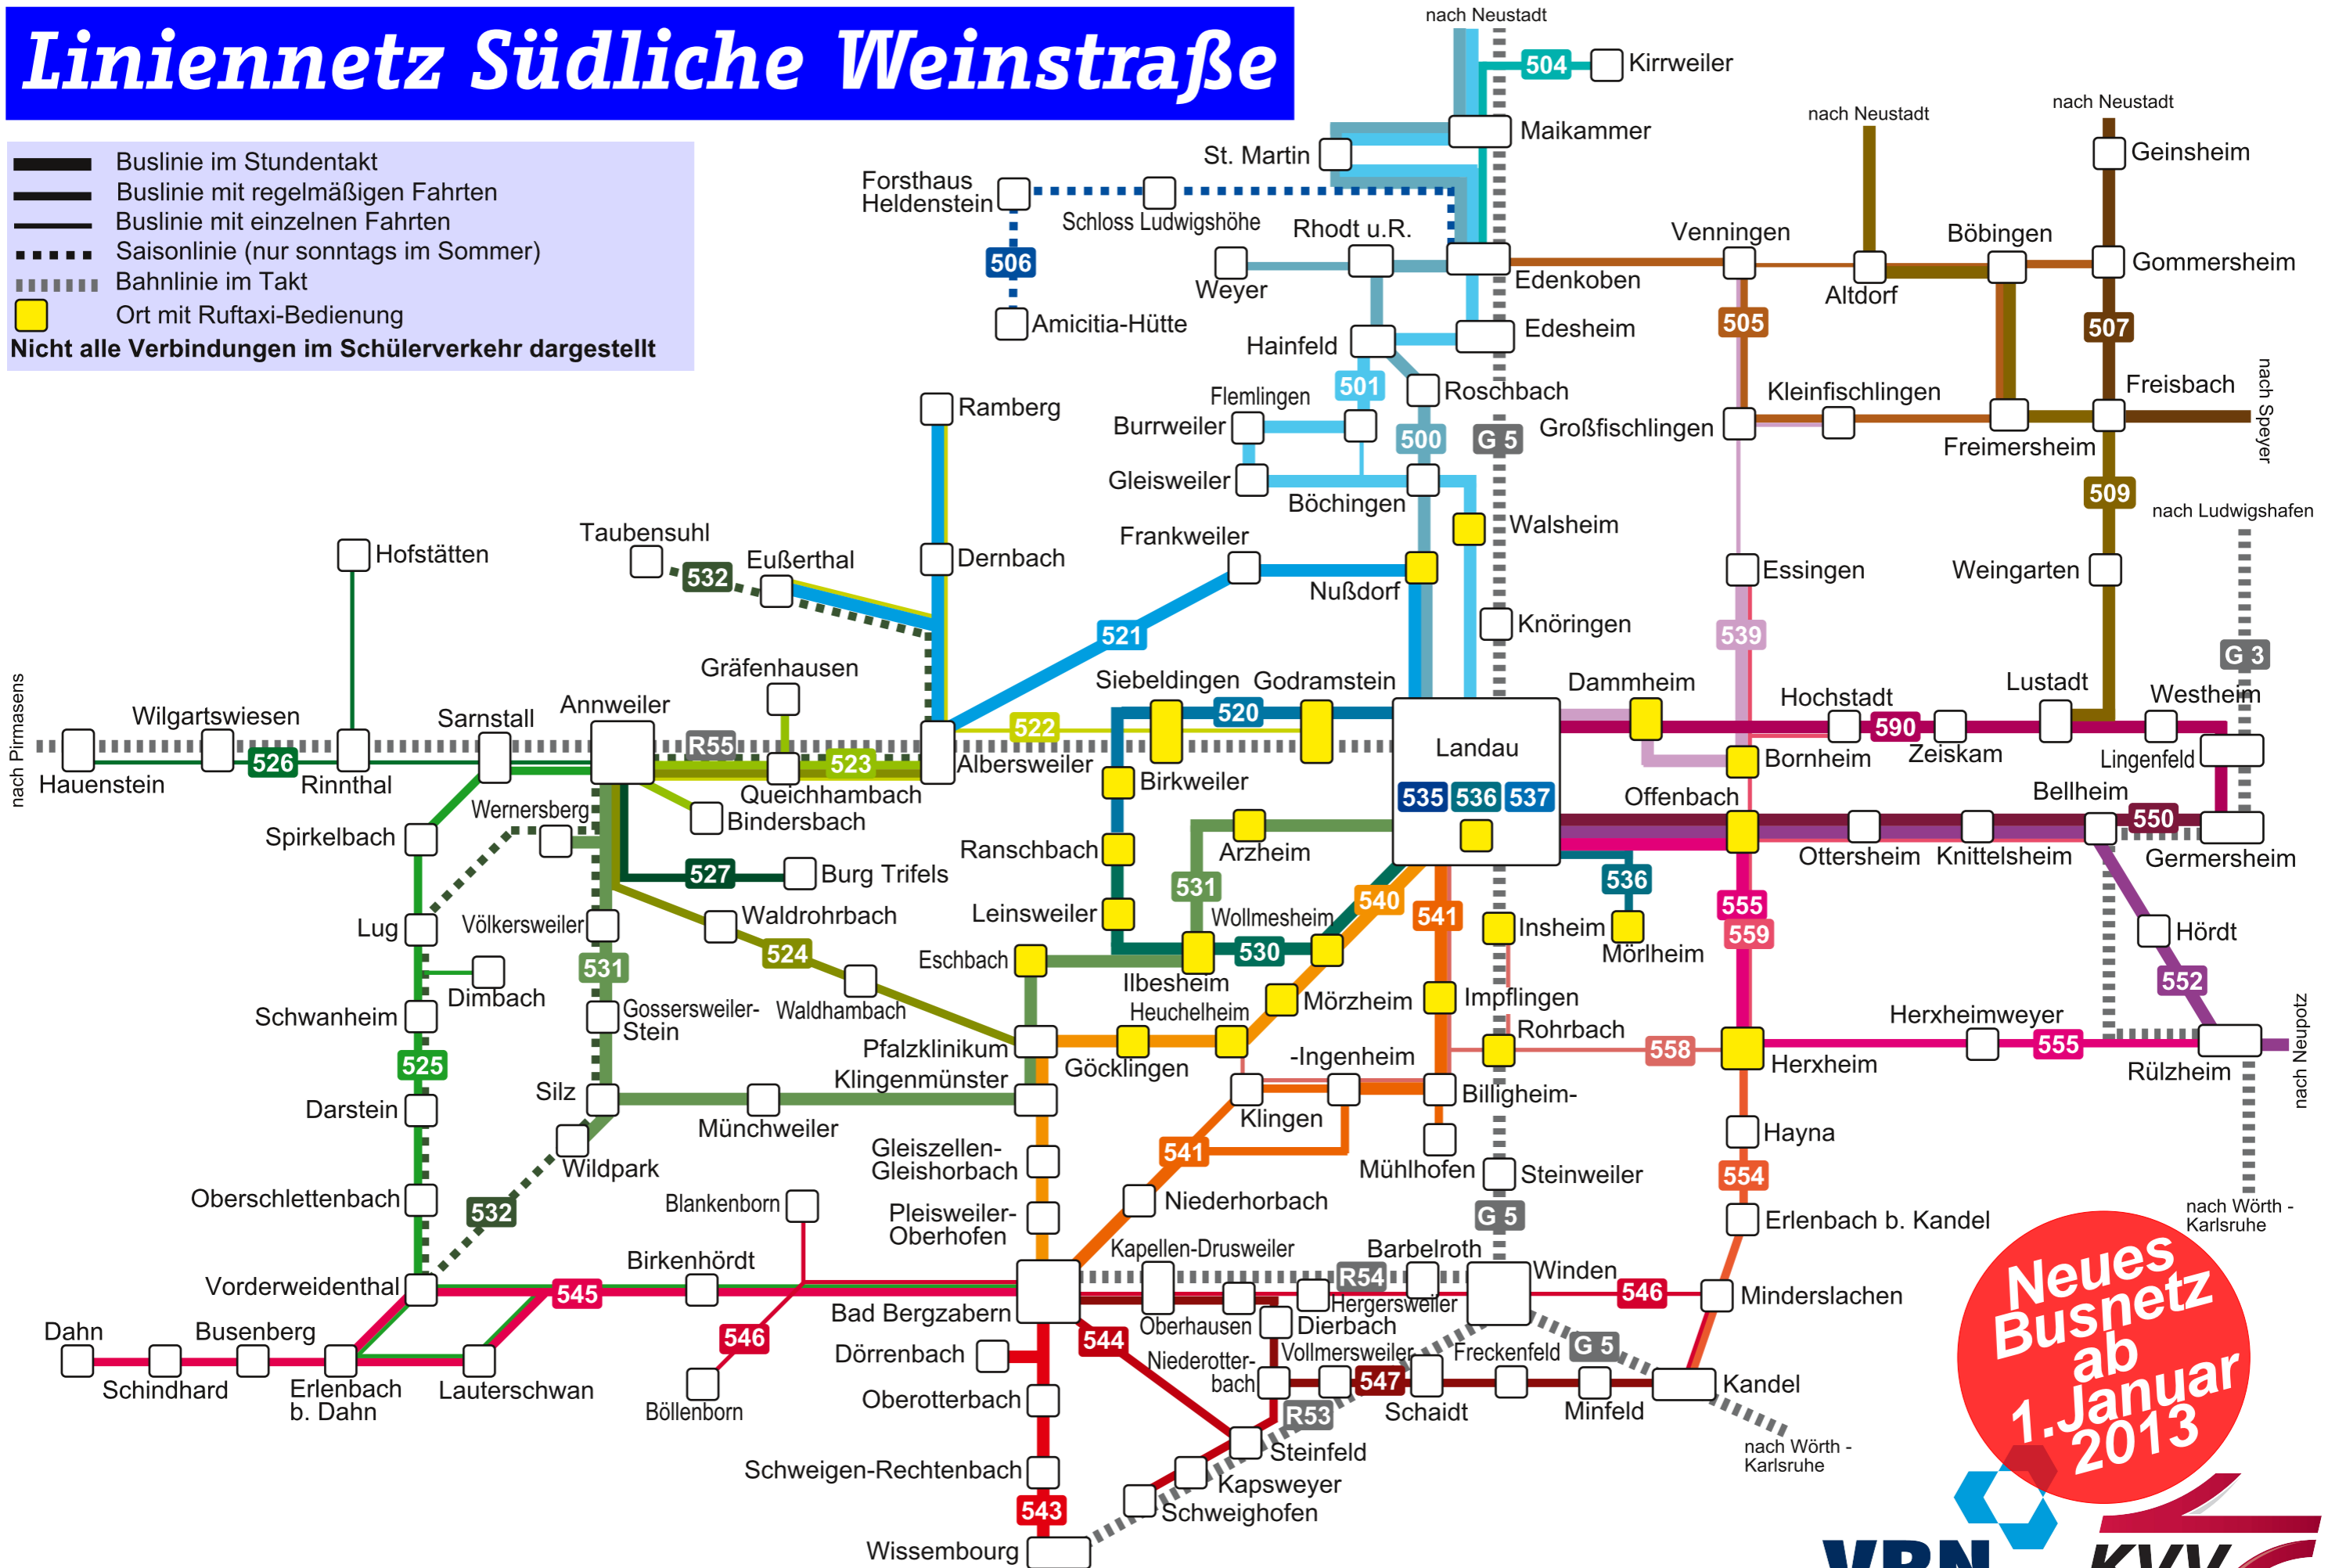 Liniennetz Südliche Weinstraße
Buslinie im Stundentakt
Buslinie mit regelmäßigen Fahrten
Buslinie mit einzelnen Fahrten
Saisonlinie (nur sonntags im Sommer)
Bahnlinie im Takt
Ort mit Ruftaxi-Bedienung
Nicht alle Verbindungen im Schülerverkehr dargestellt
nach Neustadt
504
Kirrweiler
Maikammer
St. Martin
Forsthaus
Heldenstein
Schloss Ludwigshöhe
506
Amicitia-Hütte
Rhodt u.R.
Weyer
Edenkoben
Edesheim
Hainfeld
501
Roschbach
Flemlingen
Burrweiler
500
G 5
Gleisweiler
Böchingen
Walsheim
Frankweiler
Nußdorf
Knöringen
nach Neustadt
nach Neustadt
Geinsheim
Venningen
Böbingen
Altdorf
Gommersheim
505
507
Kleinfischlingen
Großfischlingen
Freimersheim
Freisbach
nach Speyer
509
nach Ludwigshafen
Essingen
Weingarten
539
G 3
Ramberg
Dernbach
Taubensuhl
532
Eußerthal
Hofstätten
521
Gräfenhausen
nach Pirmasens
Hauenstein
Wilgartswiesen
526
Rinnthal
Sarnstall
Annweiler
R55
523
Queichhambach
Albersweiler
522
Siebeldingen
520
Godramstein
Birkweiler
Landau
535
536
537
Dammheim
Hochstadt
590
Zeiskam
Lustadt
Westheim
Lingenfeld
Bornheim
Offenbach
Bellheim
550
Ottersheim
Knittelsheim
Germersheim
Wernersberg
Bindersbach
Spirkelbach
527
Burg Trifels
Ranschbach
Arzheim
531
Leinsweiler
Wollmesheim
540
541
536
Mörlheim
Insheim
555
559
Hördt
552
Lug
Völkersweiler
Waldrohrbach
524
Waldhambach
Eschbach
Ilbesheim
530
Mörzheim
Heuchelheim
Impflingen
Rohrbach
Dimbach
531
Schwanheim
Gossersweiler-
Stein
Pfalzklinikum
Klingenmünster
Göcklingen
-Ingenheim
558
Herxheim
Herxheimweyer
555
Rülzheim
nach Neupotz
525
Darstein
Silz
Münchweiler
Wildpark
Klingen
Billigheim-
Mühlhofen
541
Hayna
554
Steinweiler
Gleiszellen-
Gleishorbach
Niederhorbach
Pleisweiler-
Oberhofen
G 5
Erlenbach b. Kandel
nach Wörth -
Karlsruhe
Oberschlettenbach
532
Blankenborn
Birkenhördt
Vorderweidenthal
545
Bad Bergzabern
Kapellen-Drusweiler
R54
Barbelroth
Winden
546
Minderslachen
Hergersweiler
Oberhausen
Dierbach
Dahn
Schindhard
Busenberg
Erlenbach
b. Dahn
Lauterschwan
546
Böllenborn
Dörrenbach
544
Niederotter-
bach
Vollmersweiler
547
Schaidt
Freckenfeld
G 5
Minfeld
Kandel
R53
Oberotterbach
Steinfeld
Kapsweyer
Schweighofen
Schweigen-Rechtenbach
543
Wissembourg
nach Wörth -
Karlsruhe
Neues
Busnetz
ab
1.Januar
2013
VRN
KVV